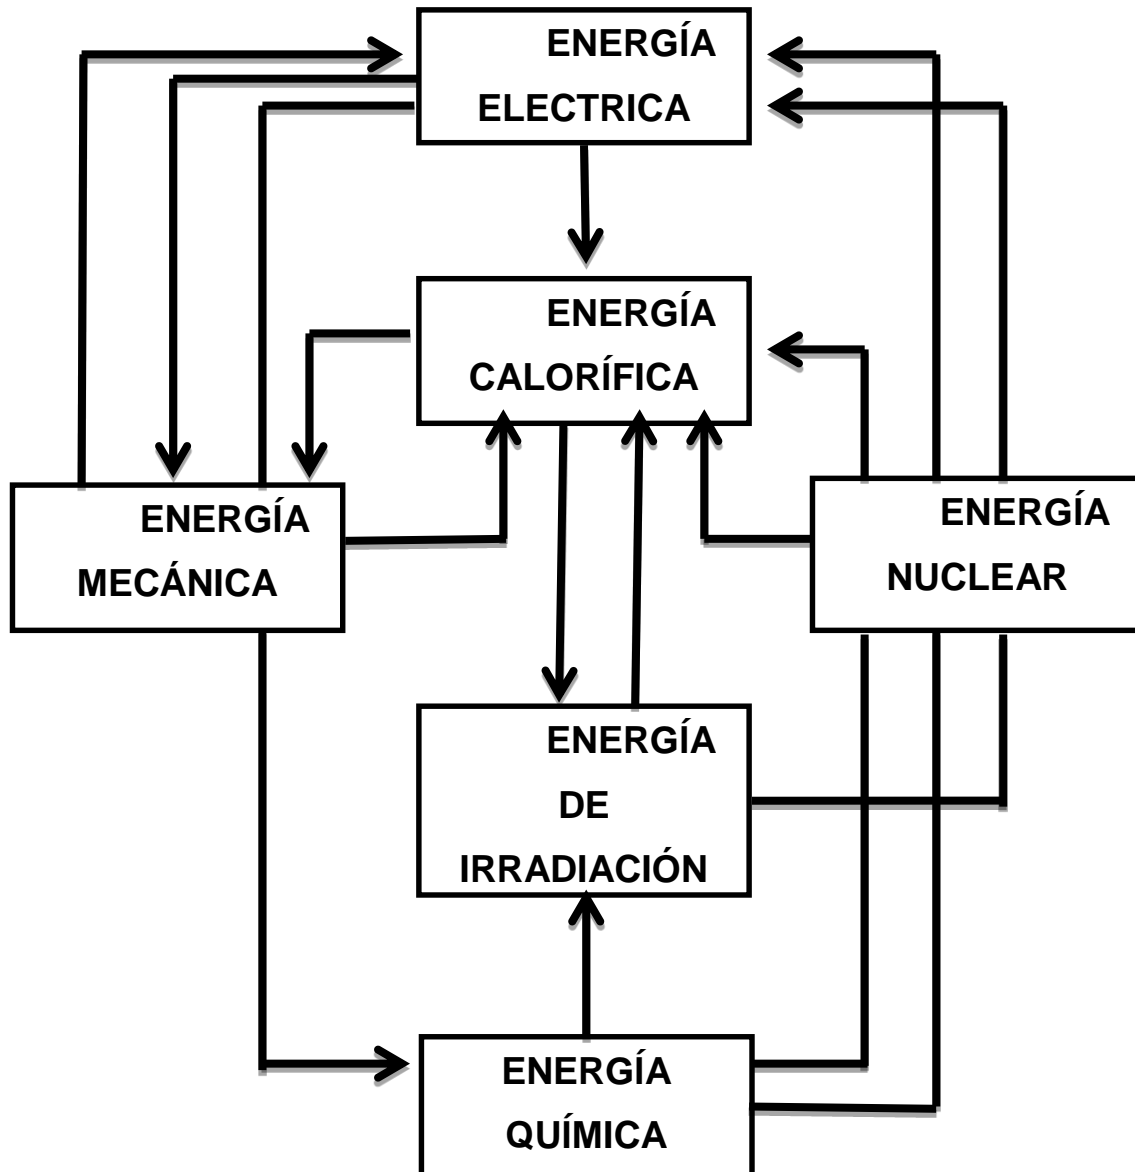 ENERGÍA
ELECTRICA
ENERGÍA
CALORÍFICA
ENERGÍA
MECÁNICA
ENERGÍA
NUCLEAR
ENERGÍA
DE
IRRADIACIÓN
ENERGÍA
QUÍMICA